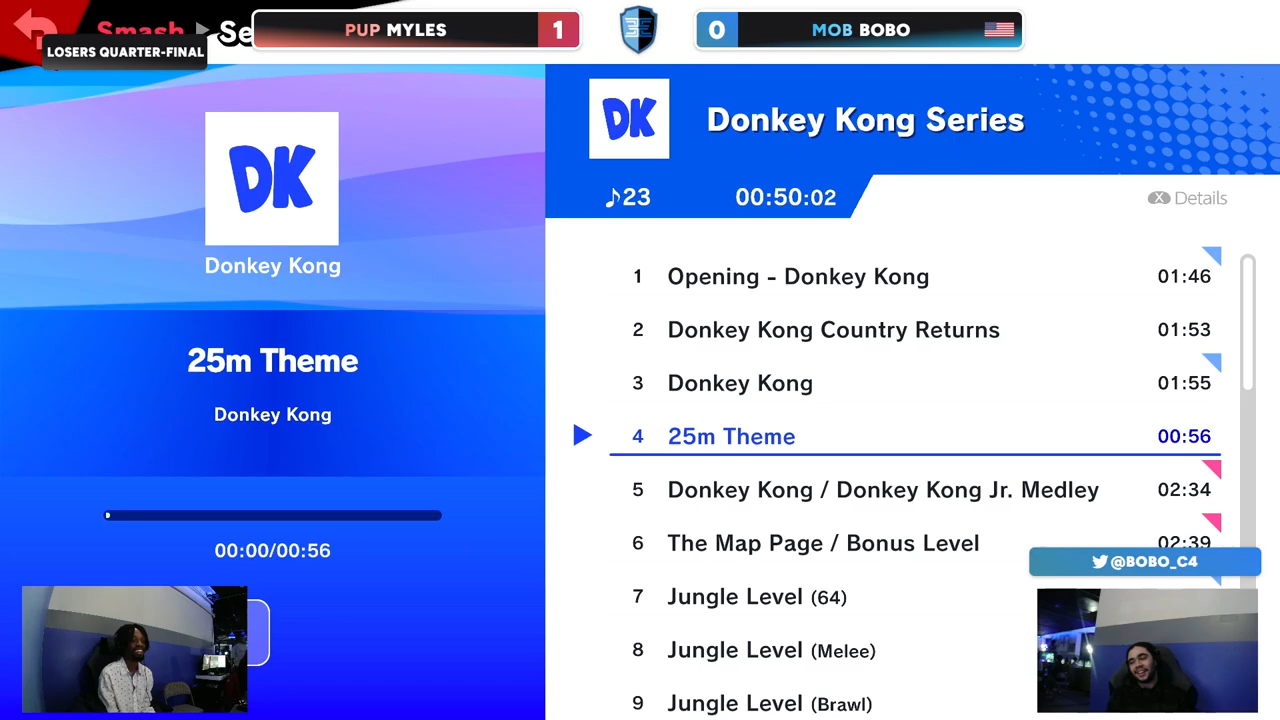 Smash ▶ Se
PUP MYLES 1
0 MOB BOBO
LOSERS QUARTER-FINAL
DK
Donkey Kong
25m Theme
Donkey Kong
00:00/00:56
DK
Donkey Kong Series
♪23 00:50:02
X Details
1 Opening - Donkey Kong 01:46
2 Donkey Kong Country Returns 01:53
3 Donkey Kong 01:55
4 25m Theme 00:56
5 Donkey Kong / Donkey Kong Jr. Medley 02:34
6 The Map Page / Bonus Level 02:39
7 Jungle Level (64)
8 Jungle Level (Melee)
9 Jungle Level (Brawl)
@BOBO_C4